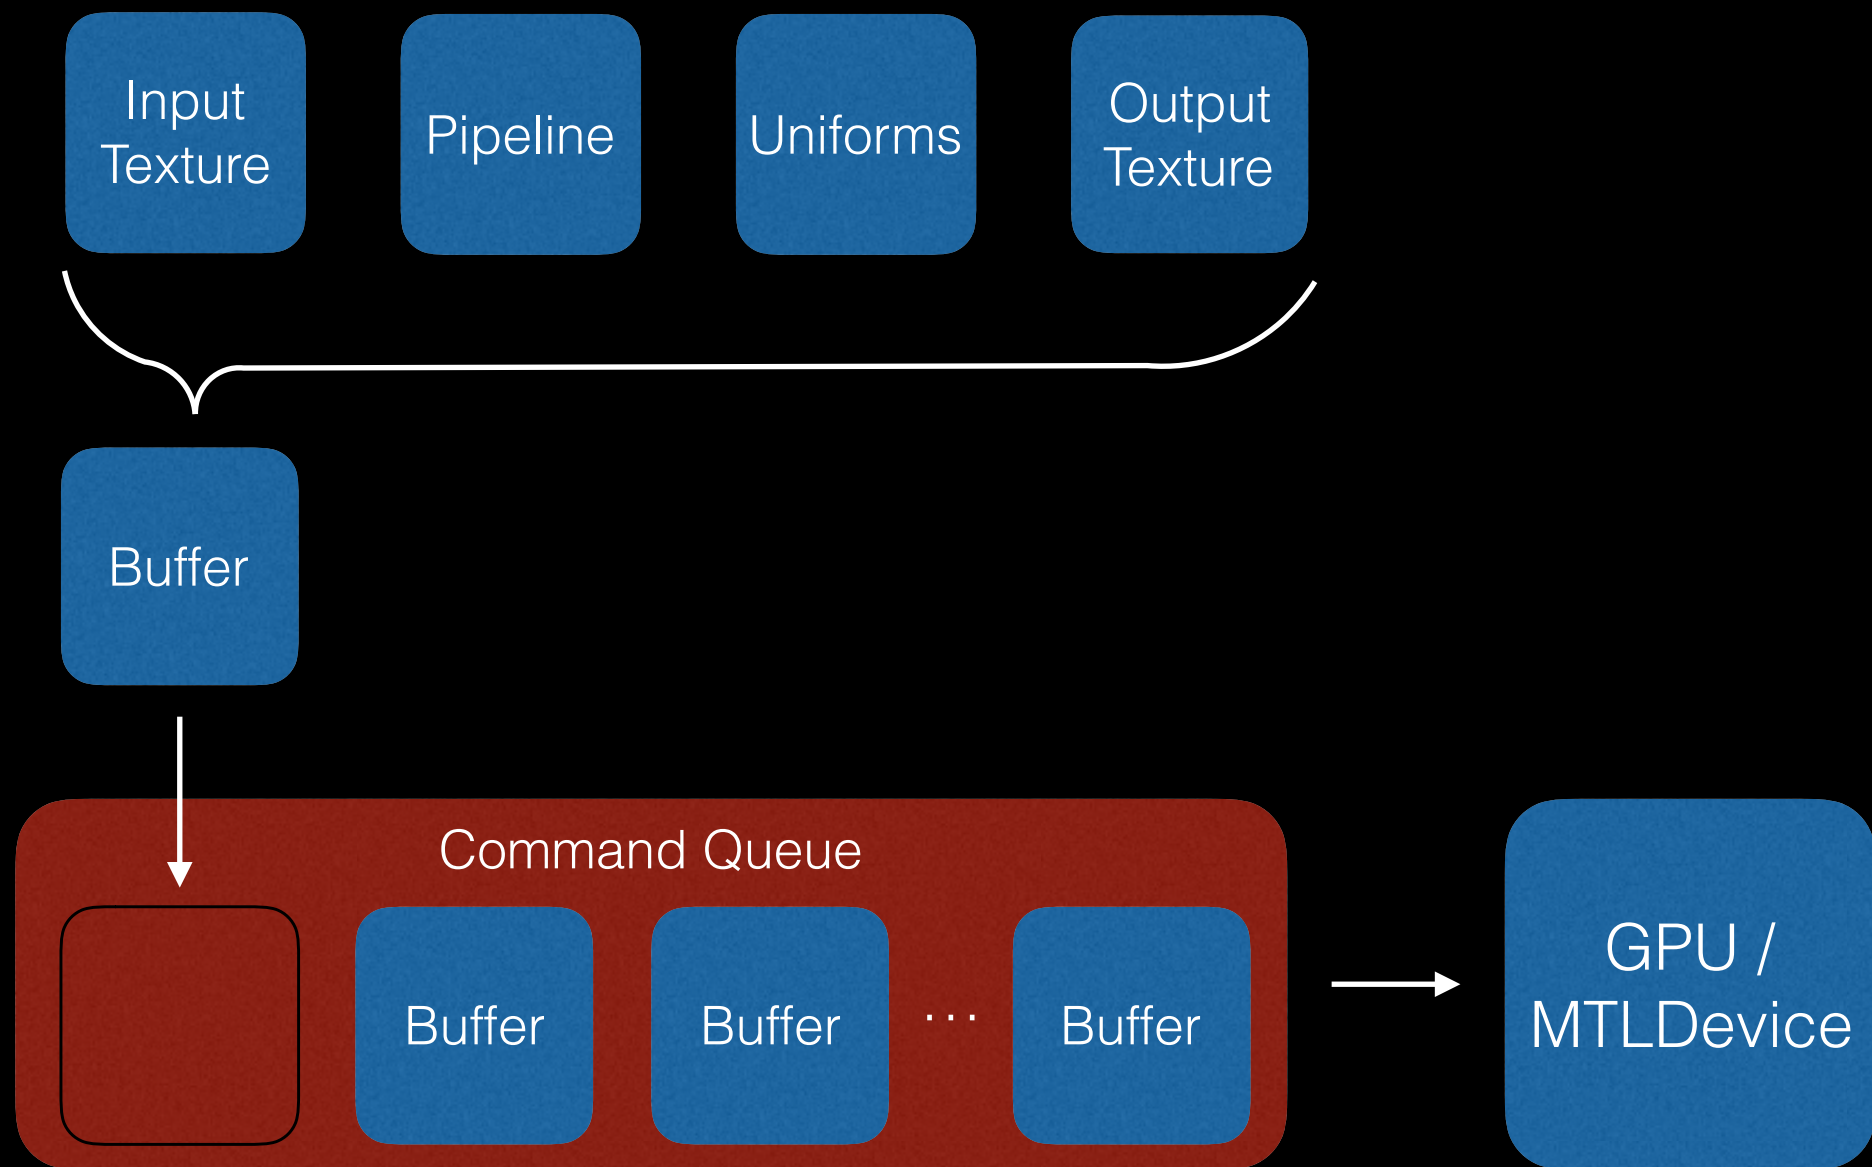 Input
Texture
Pipeline
Uniforms
Output
Texture
Buffer
Command Queue
Buffer
Buffer
...
Buffer
GPU /
MTLDevice